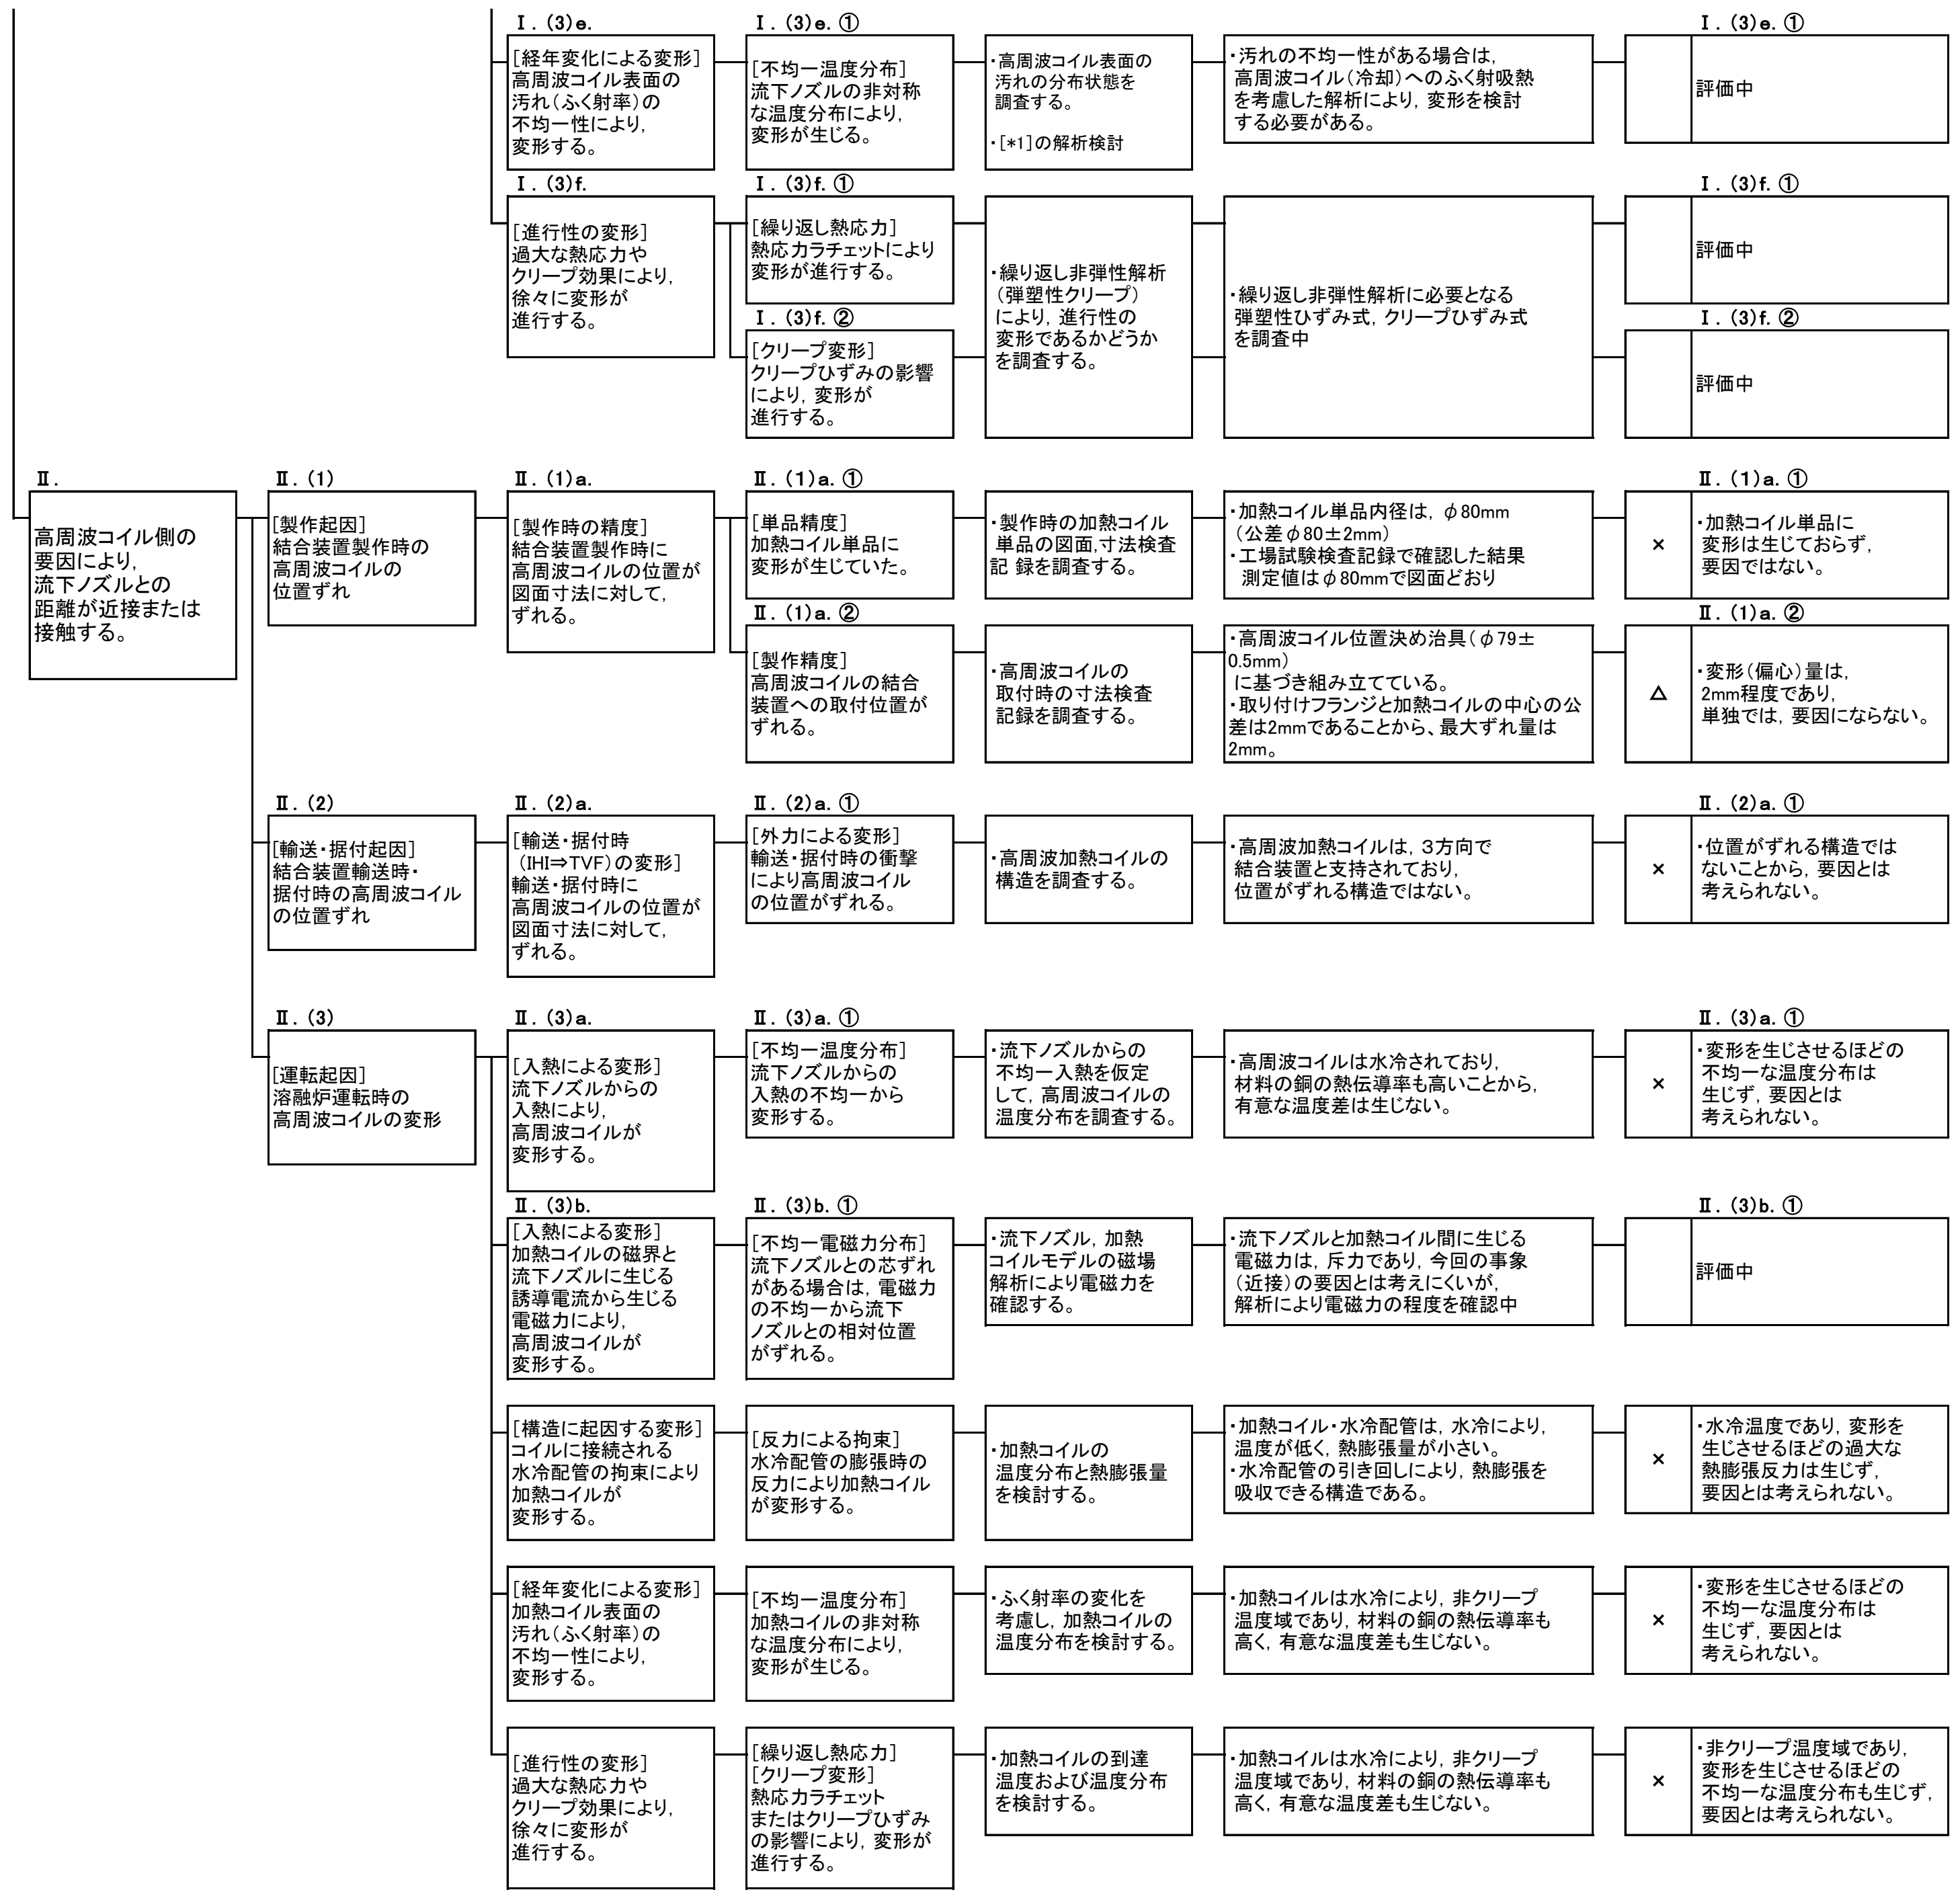 Ⅰ. (3)e.
[経年変化による変形]
高周波コイル表面の
汚れ(ふく射率)の
不均一性により,
変形する。
Ⅰ. (3)e. ①
[不均一温度分布]
流下ノズルの非対称
な温度分布により,
変形が生じる。
・高周波コイル表面の
汚れの分布状態を
調査する。
・[*1]の解析検討
・汚れの不均一性がある場合は,
高周波コイル(冷却)へのふく射吸熱
を考慮した解析により, 変形を検討
する必要がある。
Ⅰ. (3)e. ①
評価中
Ⅰ. (3)f.
[進行性の変形]
過大な熱応力や
クリープ効果により,
徐々に変形が
進行する。
Ⅰ. (3)f. ①
[繰り返し熱応力]
熱応力ラチェットにより
変形が進行する。
Ⅰ. (3)f. ②
[クリープ変形]
クリープひずみの影響
により, 変形が
進行する。
・繰り返し非弾性解析
(弾塑性クリープ)
により, 進行性の
変形であるかどうか
を調査する。
・繰り返し非弾性解析に必要となる
弾塑性ひずみ式, クリープひずみ式
を調査中
Ⅰ. (3)f. ①
評価中
Ⅰ. (3)f. ②
評価中
Ⅱ.
高周波コイル側の
要因により,
流下ノズルとの
距離が近接または
接触する。
Ⅱ. (1)
[製作起因]
結合装置製作時の
高周波コイルの
位置ずれ
Ⅱ. (1)a.
[製作時の精度]
結合装置製作時に
高周波コイルの位置が
図面寸法に対して,
ずれる。
Ⅱ. (1)a. ①
[単品精度]
加熱コイル単品に
変形が生じていた。
・製作時の加熱コイル
単品の図面,寸法検査
記 録を調査する。
・加熱コイル単品内径は, φ80mm
(公差φ80±2mm)
・工場試験検査記録で確認した結果
測定値はφ80mmで図面どおり
Ⅱ. (1)a. ①
×
・加熱コイル単品に
変形は生じておらず,
要因ではない。
Ⅱ. (1)a. ②
[製作精度]
高周波コイルの結合
装置への取付位置が
ずれる。
・高周波コイルの
取付時の寸法検査
記録を調査する。
・高周波コイル位置決め治具(φ79±
0.5mm)
に基づき組み立てている。
・取り付けフランジと加熱コイルの中心の公
差は2mmであることから、最大ずれ量は
2mm。
Ⅱ. (1)a. ②
△
・変形(偏心)量は,
2mm程度であり,
単独では, 要因にならない。
Ⅱ. (2)
[輸送・据付起因]
結合装置輸送時・
据付時の高周波コイル
の位置ずれ
Ⅱ. (2)a.
[輸送・据付時
(IHI⇒TVF)の変形]
輸送・据付時に
高周波コイルの位置が
図面寸法に対して,
ずれる。
Ⅱ. (2)a. ①
[外力による変形]
輸送・据付時の衝撃
により高周波コイル
の位置がずれる。
・高周波加熱コイルの
構造を調査する。
・高周波加熱コイルは, 3方向で
結合装置と支持されており,
位置がずれる構造ではない。
Ⅱ. (2)a. ①
×
・位置がずれる構造では
ないことから, 要因とは
考えられない。
Ⅱ. (3)
[運転起因]
溶融炉運転時の
高周波コイルの変形
Ⅱ. (3)a.
[入熱による変形]
流下ノズルからの
入熱により,
高周波コイルが
変形する。
Ⅱ. (3)a. ①
[不均一温度分布]
流下ノズルからの
入熱の不均一から
変形する。
・流下ノズルからの
不均一入熱を仮定
して, 高周波コイルの
温度分布を調査する。
・高周波コイルは水冷されており,
材料の銅の熱伝導率も高いことから,
有意な温度差は生じない。
Ⅱ. (3)a. ①
×
・変形を生じさせるほどの
不均一な温度分布は
生じず, 要因とは
考えられない。
Ⅱ. (3)b.
[入熱による変形]
加熱コイルの磁界と
流下ノズルに生じる
誘導電流から生じる
電磁力により,
高周波コイルが
変形する。
Ⅱ. (3)b. ①
[不均一電磁力分布]
流下ノズルとの芯ずれ
がある場合は, 電磁力
の不均一から流下
ノズルとの相対位置
がずれる。
・流下ノズル, 加熱
コイルモデルの磁場
解析により電磁力を
確認する。
・流下ノズルと加熱コイル間に生じる
電磁力は, 斥力であり, 今回の事象
(近接)の要因とは考えにくいが,
解析により電磁力の程度を確認中
Ⅱ. (3)b. ①
評価中
[構造に起因する変形]
コイルに接続される
水冷配管の拘束により
加熱コイルが
変形する。
[反力による拘束]
水冷配管の膨張時の
反力により加熱コイル
が変形する。
・加熱コイルの
温度分布と熱膨張量
を検討する。
・加熱コイル・水冷配管は, 水冷により,
温度が低く, 熱膨張量が小さい。
・水冷配管の引き回しにより, 熱膨張を
吸収できる構造である。
×
・水冷温度であり, 変形を
生じさせるほどの過大な
熱膨張反力は生じず,
要因とは考えられない。
[経年変化による変形]
加熱コイル表面の
汚れ(ふく射率)の
不均一性により,
変形する。
[不均一温度分布]
加熱コイルの非対称
な温度分布により,
変形が生じる。
・ふく射率の変化を
考慮し, 加熱コイルの
温度分布を検討する。
・加熱コイルは水冷により, 非クリープ
温度域であり, 材料の銅の熱伝導率も
高く, 有意な温度差も生じない。
×
・変形を生じさせるほどの
不均一な温度分布は
生じず, 要因とは
考えられない。
[進行性の変形]
過大な熱応力や
クリープ効果により,
徐々に変形が
進行する。
[繰り返し熱応力]
[クリープ変形]
熱応力ラチェット
またはクリープひずみ
の影響により, 変形が
進行する。
・加熱コイルの到達
温度および温度分布
を検討する。
・加熱コイルは水冷により, 非クリープ
温度域であり, 材料の銅の熱伝導率も
高く, 有意な温度差も生じない。
×
・非クリープ温度域であり,
変形を生じさせるほどの
不均一な温度分布も生じず,
要因とは考えられない。